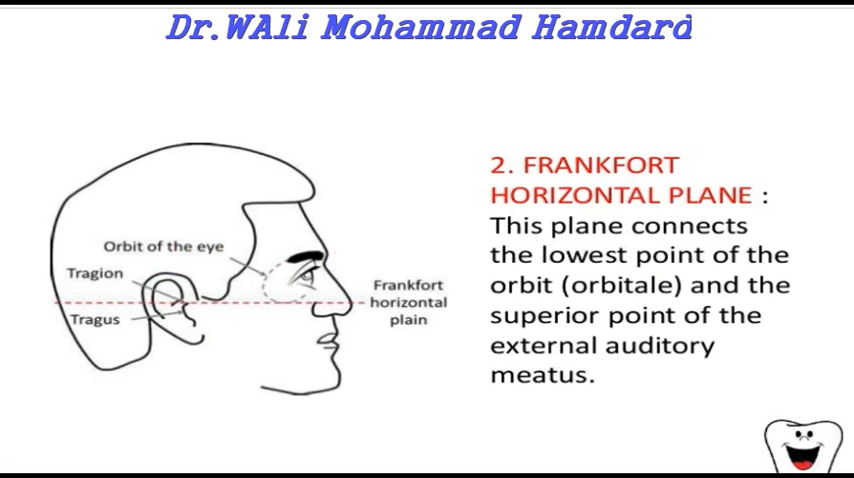 Dr.WAli Mohammad Hamdard
Orbit of the eye
Tragion
Tragus
Frankfort
horizontal
plain
2. FRANKFORT
HORIZONTAL PLANE :
This plane connects
the lowest point of the
orbit (orbitale) and the
superior point of the
external auditory
meatus.